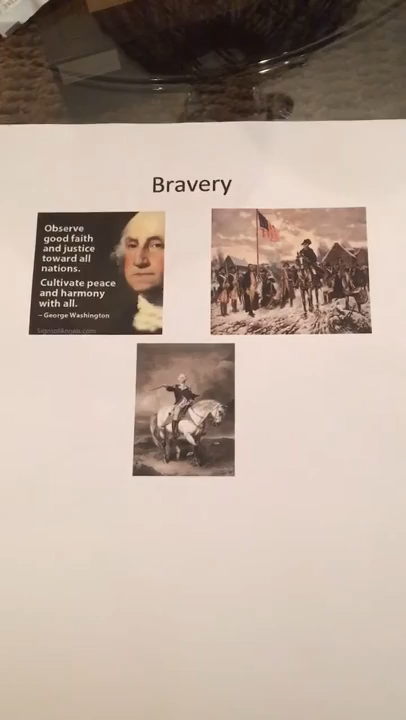 Bravery
Observe
good faith
and justice
toward all
nations.
Cultivate peace
and harmony
with all.
– George Washington